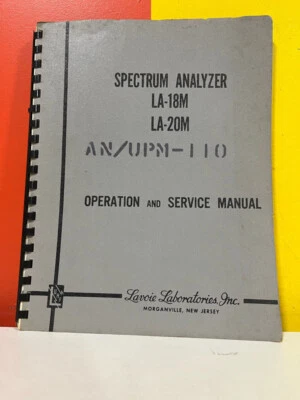 SPECTRUM ANALYZER
LA-18M
LA-20M
AN/UPM-110
OPERATION AND SERVICE MANUAL
Lavoie Laboratories, Inc.
MORGANVILLE, NEW JERSEY